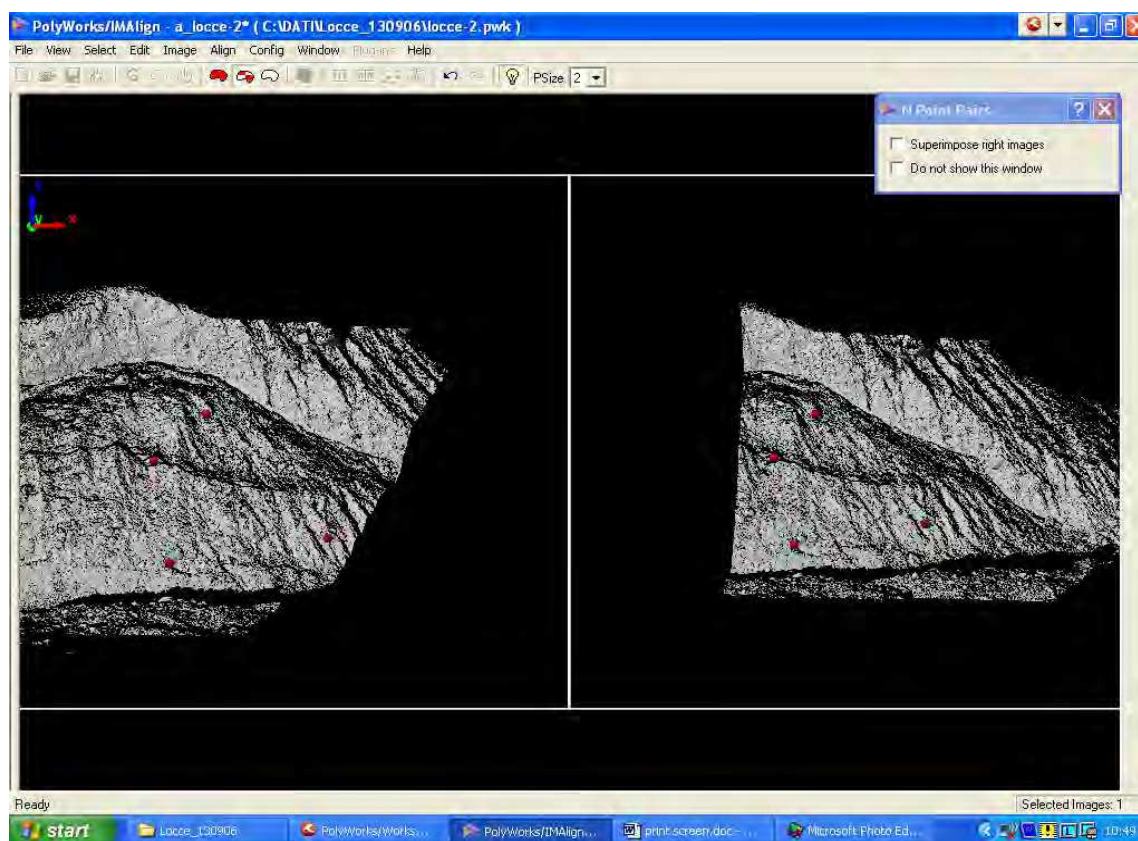 PolyWorks/IMAlign - a_locce-2* ( C:\DATI\Locce_130906\locce-2.pwk )
File View Select Edit Image Align Config Window Plug-ins Help
PSize 2
N Point Pairs
Superimpose right images
Do not show this window
Y X
Ready
Selected Images: 1
start Locce_130906 PolyWorks/Works... PolyWorks/IMAlign... print screen.doc - ... Microsoft Photo Ed... 10:49